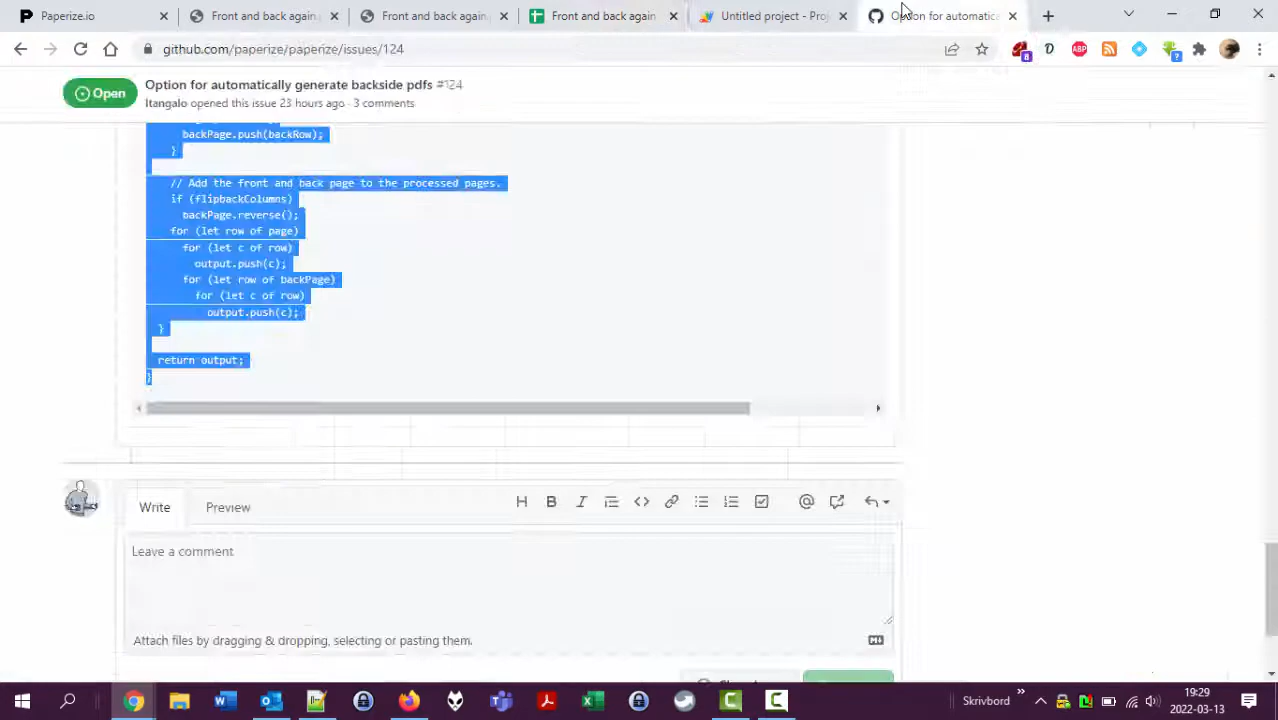 Paperize.io
Front and back again
Front and back again
Front and back again
Untitled project - Proj
Option for automatica
github.com/paperize/paperize/issues/124
Open
Option for automatically generate backside pdfs #124
Itangalo opened this issue 23 hours ago · 3 comments
backPage.push(backRow);
}
// Add the front and back page to the processed pages.
if (flipbackColumns)
backPage.reverse();
for (let row of page)
for (let c of row)
output.push(c);
for (let row of backPage)
for (let c of row)
output.push(c);
}
return output;
}
Write
Preview
Leave a comment
Attach files by dragging & dropping, selecting or pasting them.
Skrivbord
19:29
2022-03-13